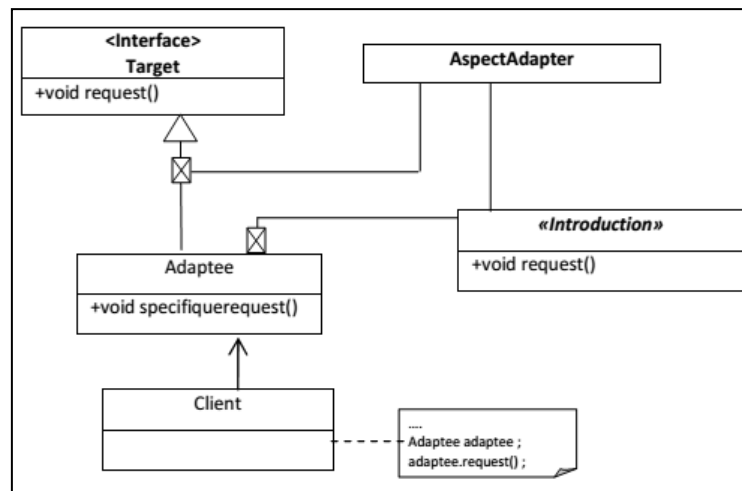 <Interface>
Target
+void request()
AspectAdapter
«Introduction»
+void request()
Adaptee
+void specifiquerequest()
Client
....
Adaptee adaptee ;
adaptee.request() ;